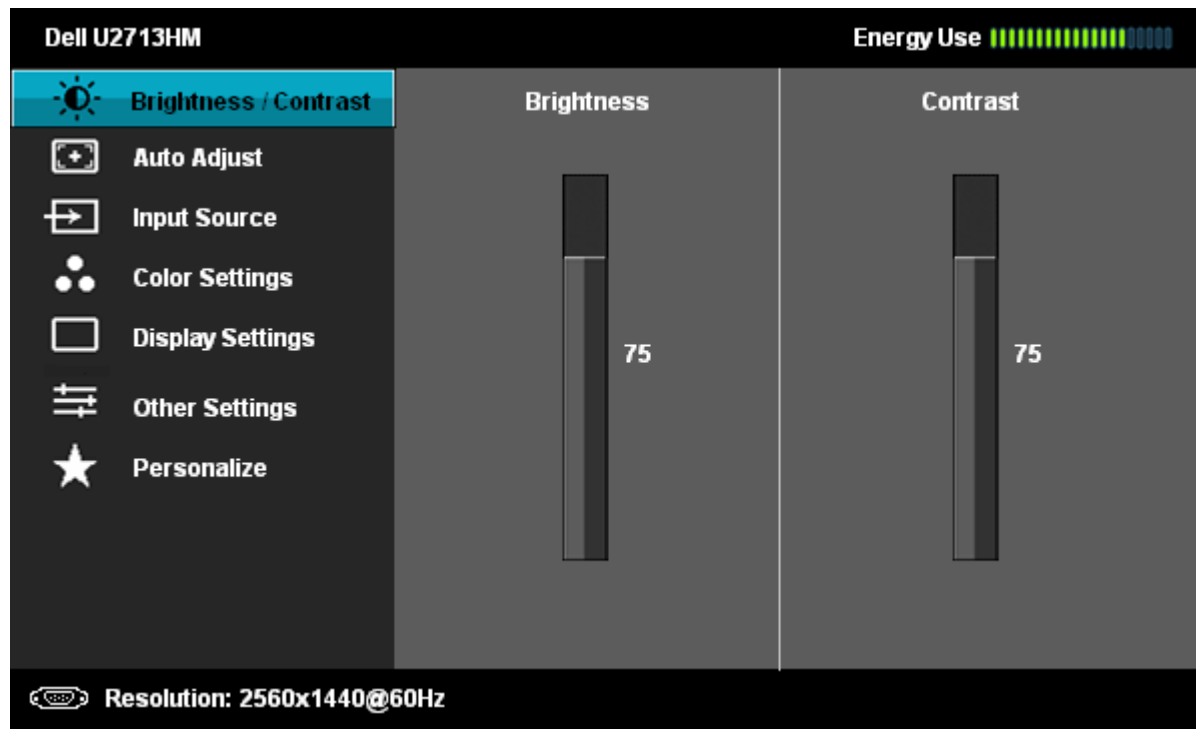 Dell U2713HM
Energy Use
Brightness / Contrast
Auto Adjust
Input Source
Color Settings
Display Settings
Other Settings
Personalize
Brightness
75
Contrast
75
Resolution: 2560x1440@60Hz